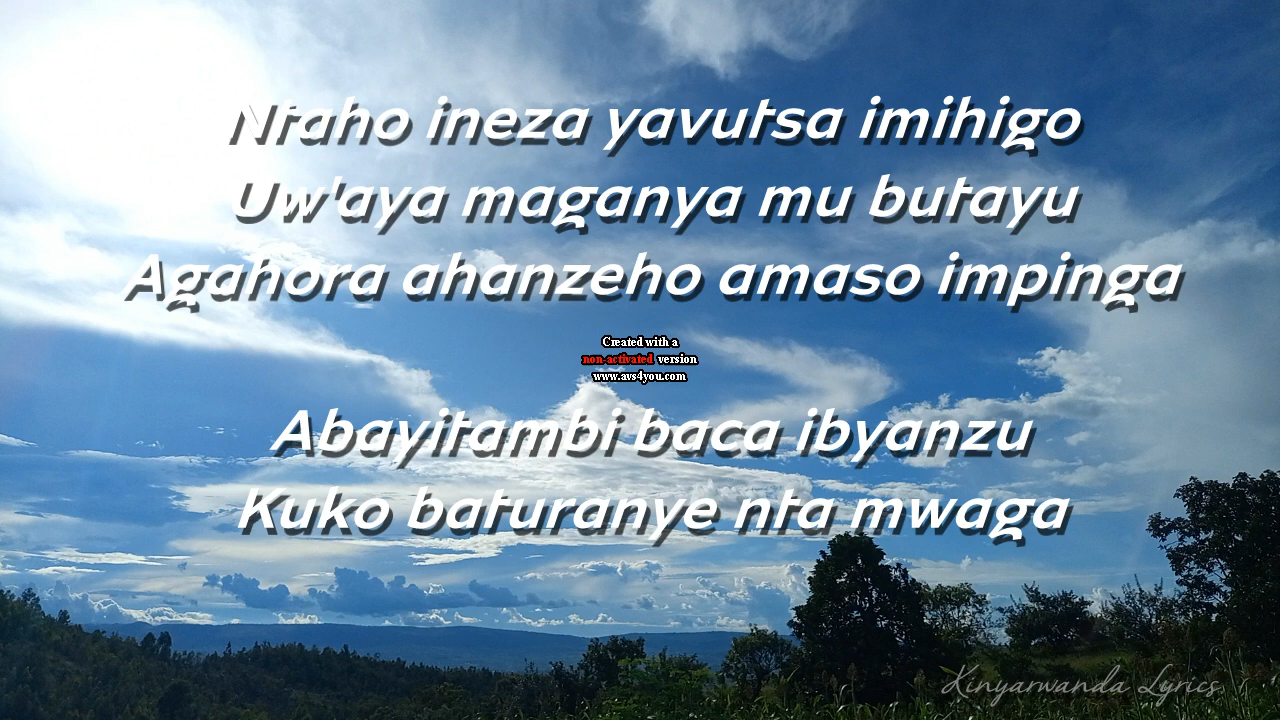 Ntaho ineza yavutsa imihigo
Uw'aya maganya mu butayu
Agahora ahanzeho amaso impinga
Created with a
non-activated version
www.avs4you.com
Abayitambi baca ibyanzu
Kuko baturanye nta mwaga
Kinyarwanda Lyrics